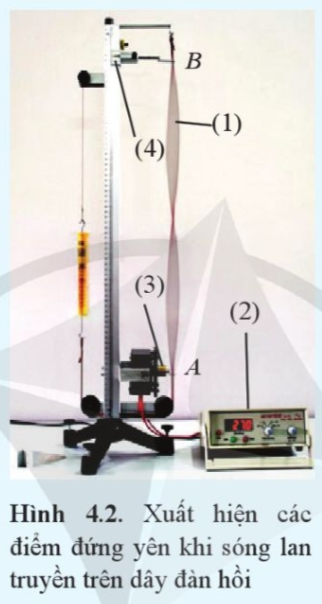 B
(1)
(4)
(3)
(2)
A
Hình 4.2. Xuất hiện các
điểm đứng yên khi sóng lan
truyền trên dây đàn hồi